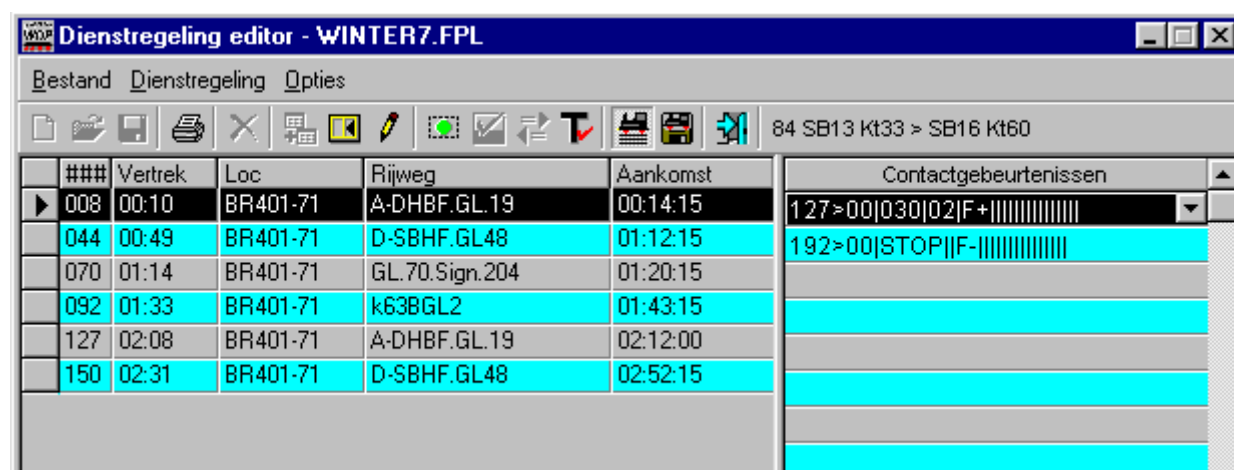 Dienstregeling editor - WINTER7.FPL
Bestand Dienstregeling Opties
84 SB13 Kt33 > SB16 Kt60
### Vertrek Loc Rijweg Aankomst Contactgebeurtenissen
008 00:10 BR401-71 A-DHBF.GL.19 00:14:15 127>00|030|02|F+|||||||||||||||
044 00:49 BR401-71 D-SBHF.GL48 01:12:15 192>00|STOP||F-|||||||||||||||
070 01:14 BR401-71 GL.70.Sign.204 01:20:15
092 01:33 BR401-71 k63BGL2 01:43:15
127 02:08 BR401-71 A-DHBF.GL.19 02:12:00
150 02:31 BR401-71 D-SBHF.GL48 02:52:15